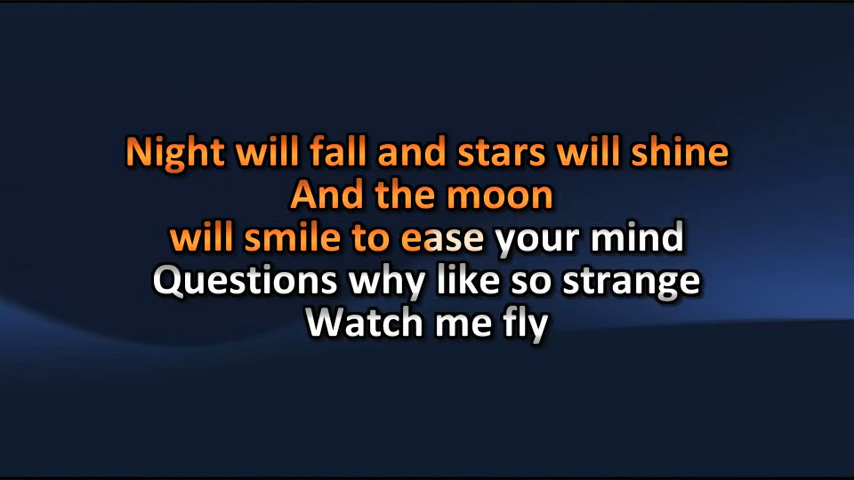 Night will fall and stars will shine
And the moon
will smile to ease your mind
Questions why like so strange
Watch me fly